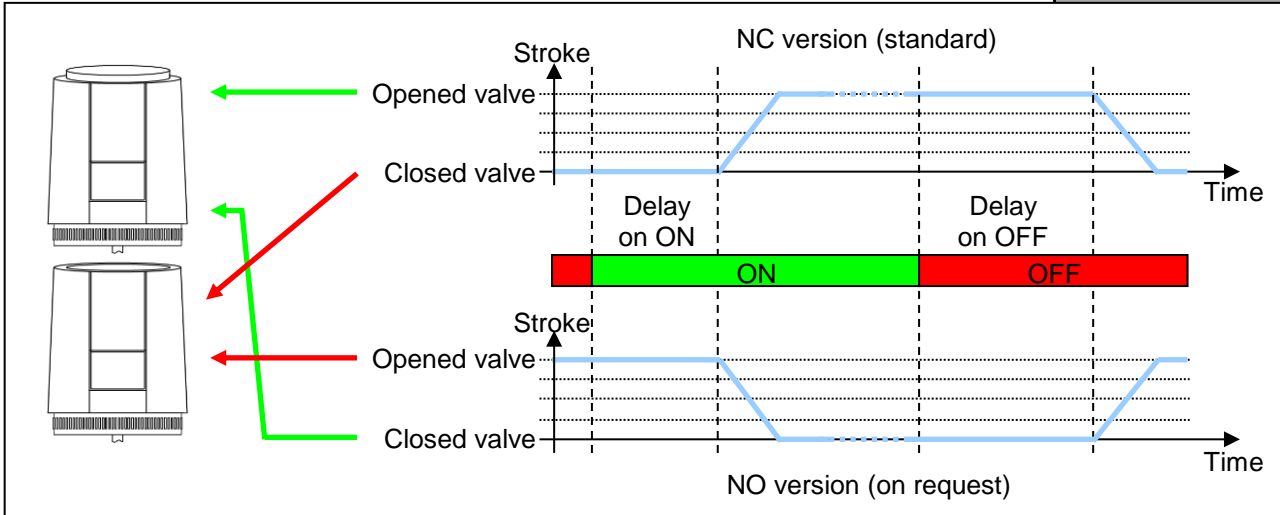 NC version (standard)
Stroke
Opened valve
Closed valve
Time
Delay
on ON
Delay
on OFF
ON
OFF
Stroke
Opened valve
Closed valve
Time
NO version (on request)